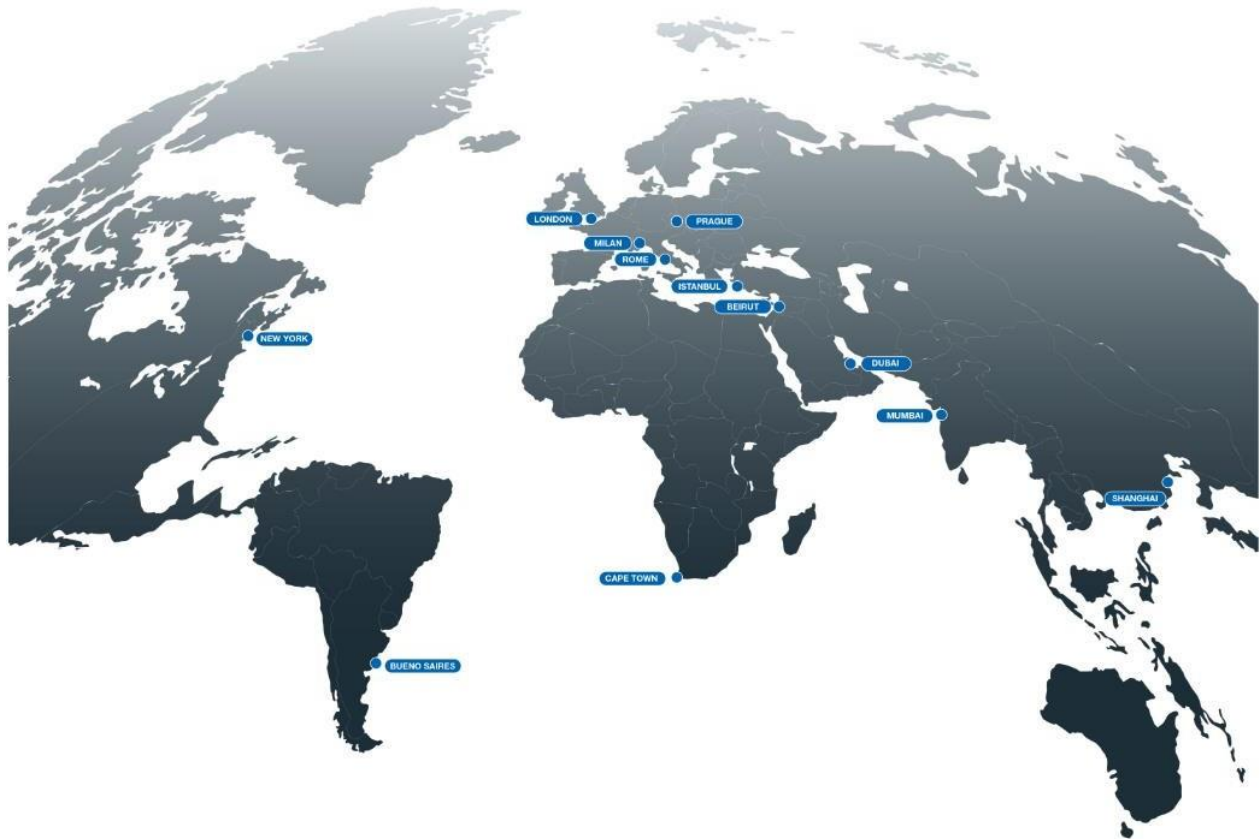 LONDON
PRAGUE
MILAN
ROME
ISTANBUL
BEIRUT
NEW YORK
DUBAI
MUMBAI
SHANGHAI
CAPE TOWN
BUENO SAIRES